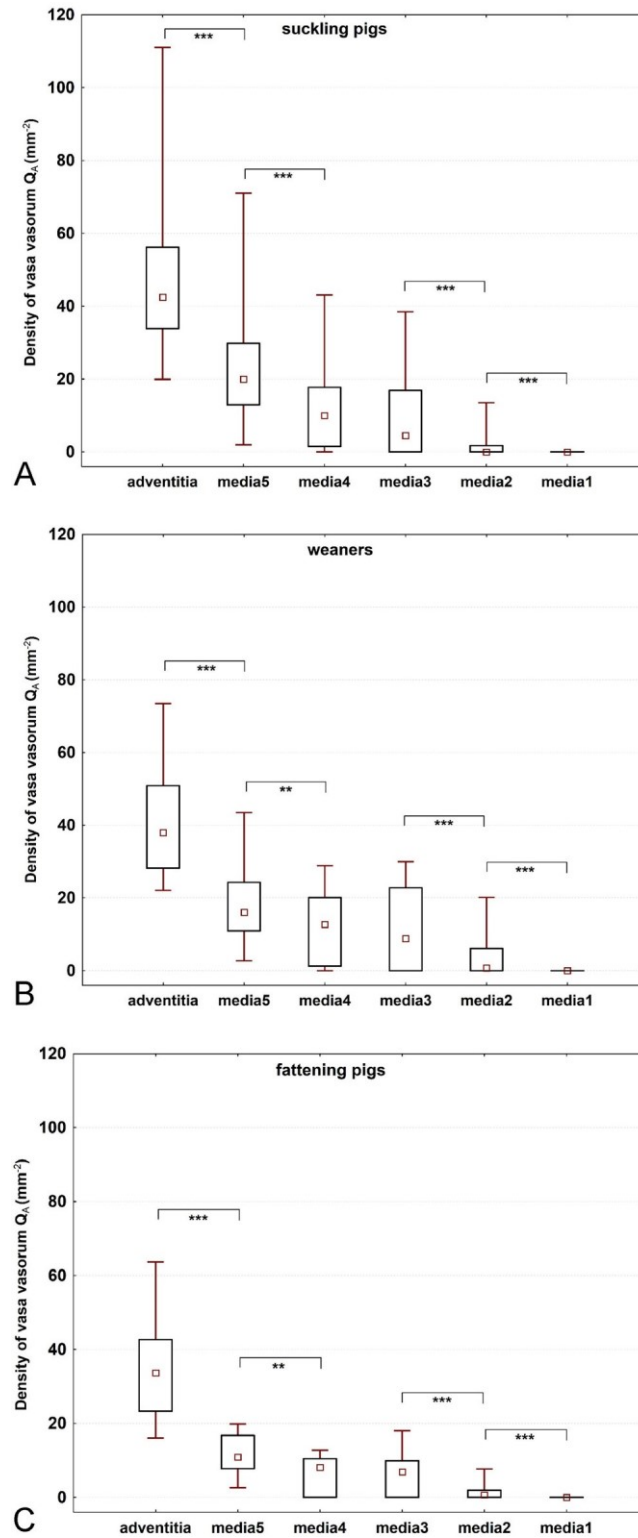 suckling pigs
Density of vasa vasorum QA (mm-2)
120
100
80
60
40
20
0
***
***
***
***
adventitia media5 media4 media3 media2 media1
A
weaners
Density of vasa vasorum QA (mm-2)
120
100
80
60
40
20
0
***
**
***
***
adventitia media5 media4 media3 media2 media1
B
fattening pigs
Density of vasa vasorum QA (mm-2)
120
100
80
60
40
20
0
***
**
***
***
adventitia media5 media4 media3 media2 media1
C